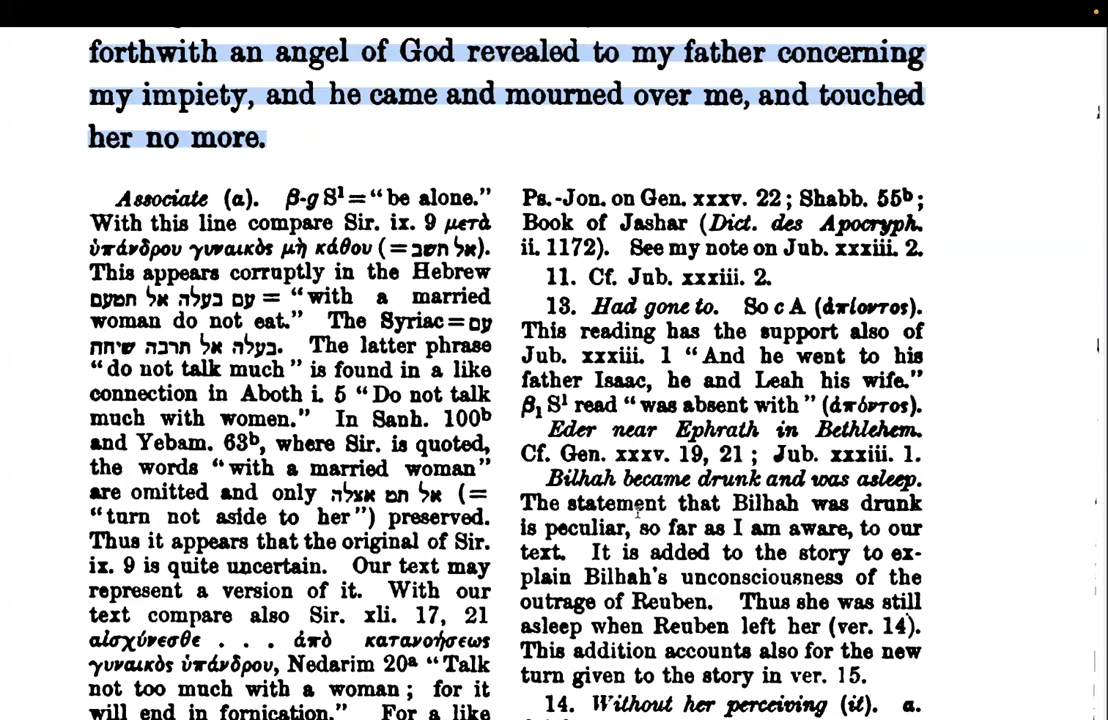 forthwith an angel of God revealed to my father concerning
my impiety, and he came and mourned over me, and touched
her no more.
Associate (a). β-g S¹ = “be alone.”
With this line compare Sir. ix. 9 μετὰ
ὑπάνδρου γυναικὸς μὴ κάθου (=אל תשב).
This appears corruptly in the Hebrew
עם בעלה אל תטעם = “with a married
woman do not eat.” The Syriac = עם
בעלה אל תרבה שיחה. The latter phrase
“do not talk much” is found in a like
connection in Aboth i. 5 “Do not talk
much with women.” In Sanh. 100ᵇ
and Yebam. 63ᵇ, where Sir. is quoted,
the words “with a married woman”
are omitted and only אל תט אצלה (=
“turn not aside to her”) preserved.
Thus it appears that the original of Sir.
ix. 9 is quite uncertain. Our text may
represent a version of it. With our
text compare also Sir. xli. 17, 21
αἰσχύνεσθε . . . ἀπὸ κατανοήσεως
γυναικὸς ὑπάνδρου, Nedarim 20ᵃ “Talk
not too much with a woman; for it
will end in fornication.” For a like
Ps.-Jon. on Gen. xxxv. 22; Shabb. 55ᵇ;
Book of Jashar (Dict. des Apocryph.
ii. 1172). See my note on Jub. xxxiii. 2.
11. Cf. Jub. xxxiii. 2.
13. Had gone to. So c A (ἀπίοντος).
This reading has the support also of
Jub. xxxiii. 1 “And he went to his
father Isaac, he and Leah his wife.”
β₁ S¹ read “was absent with” (ἀπόντος).
Eder near Ephrath in Bethlehem.
Cf. Gen. xxxv. 19, 21; Jub. xxxiii. 1.
Bilhah became drunk and was asleep.
The statement that Bilhah was drunk
is peculiar, so far as I am aware, to our
text. It is added to the story to ex-
plain Bilhah’s unconsciousness of the
outrage of Reuben. Thus she was still
asleep when Reuben left her (ver. 14).
This addition accounts also for the new
turn given to the story in ver. 15.
14. Without her perceiving (it). a.